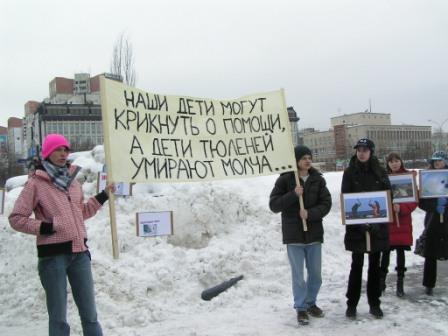 НАШИ ДЕТИ МОГУТ
КРИКНУТЬ О ПОМОЩИ,
А ДЕТИ ТЮЛЕНЕЙ
УМИРАЮТ МОЛЧА...